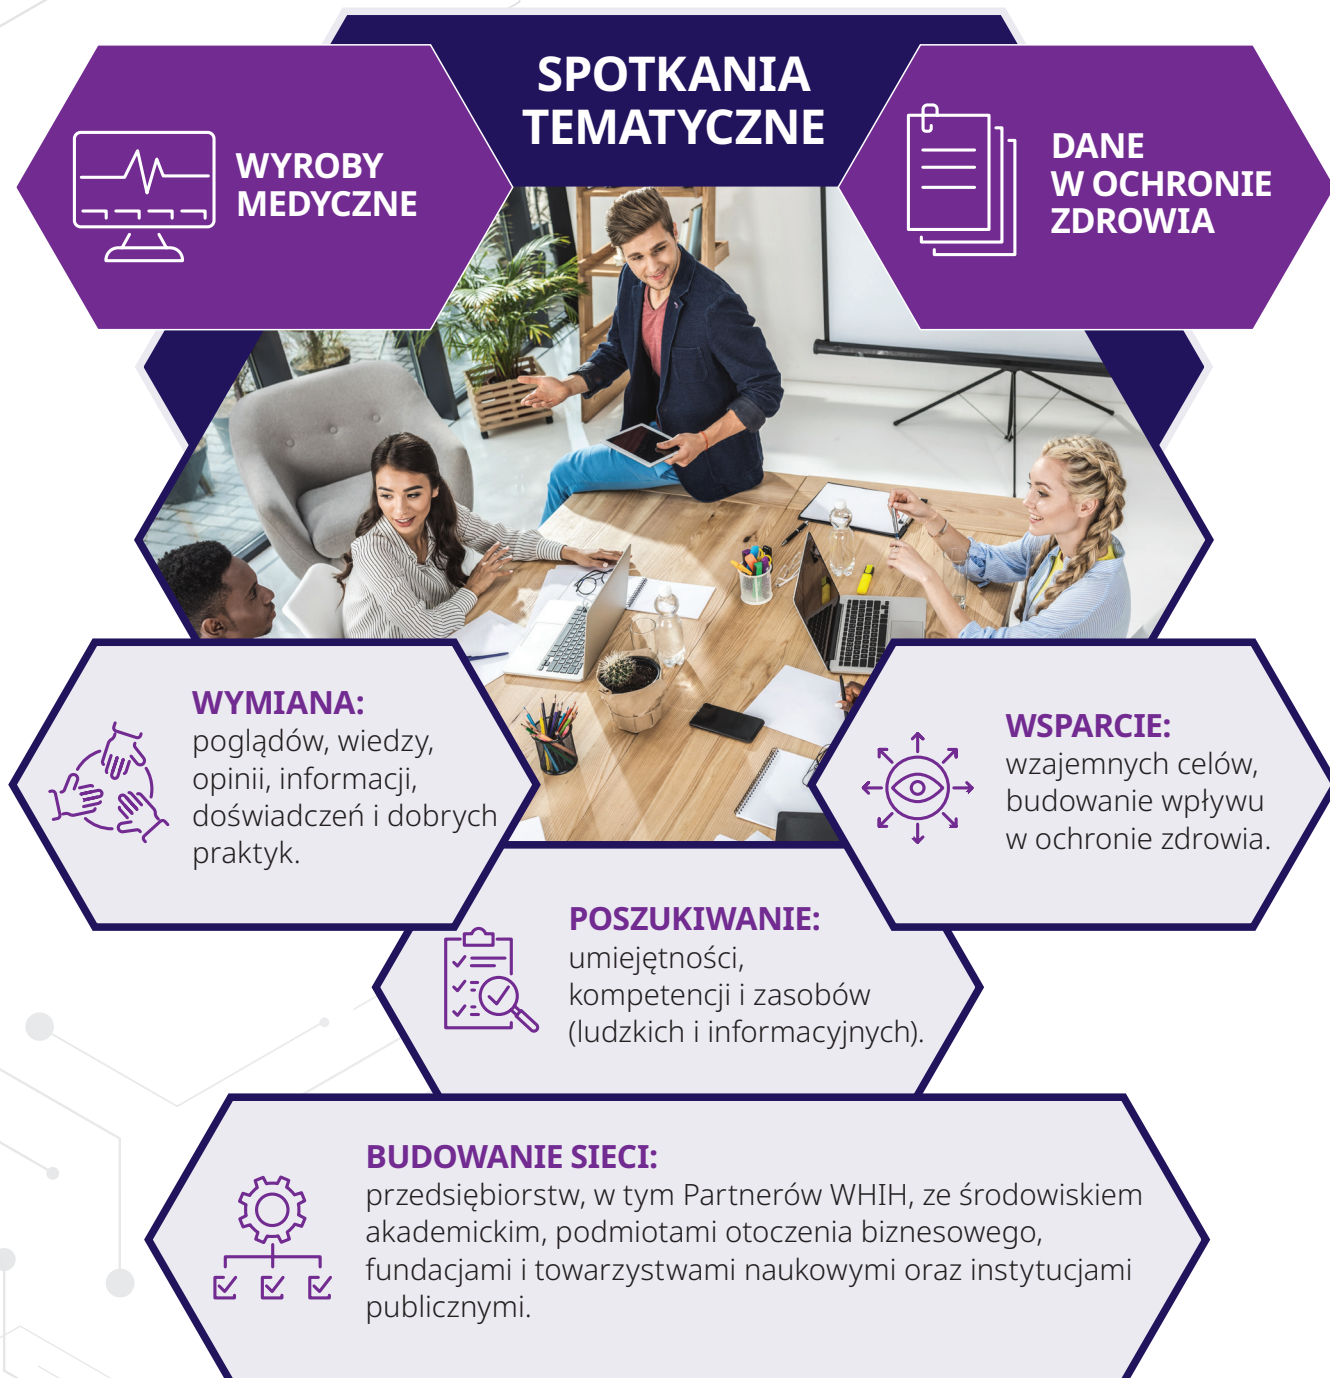 SPOTKANIA
TEMATYCZNE
WYROBY
MEDYCZNE
DANE
W OCHRONIE
ZDROWIA
WYMIANA:
poglądów, wiedzy,
opinii, informacji,
doświadczeń i dobrych
praktyk.
WSPARCIE:
wzajemnych celów,
budowanie wpływu
w ochronie zdrowia.
POSZUKIWANIE:
umiejętności,
kompetencji i zasobów
(ludzkich i informacyjnych).
BUDOWANIE SIECI:
przedsiębiorstw, w tym Partnerów WHIH, ze środowiskiem
akademickim, podmiotami otoczenia biznesowego,
fundacjami i towarzystwami naukowymi oraz instytucjami
publicznymi.